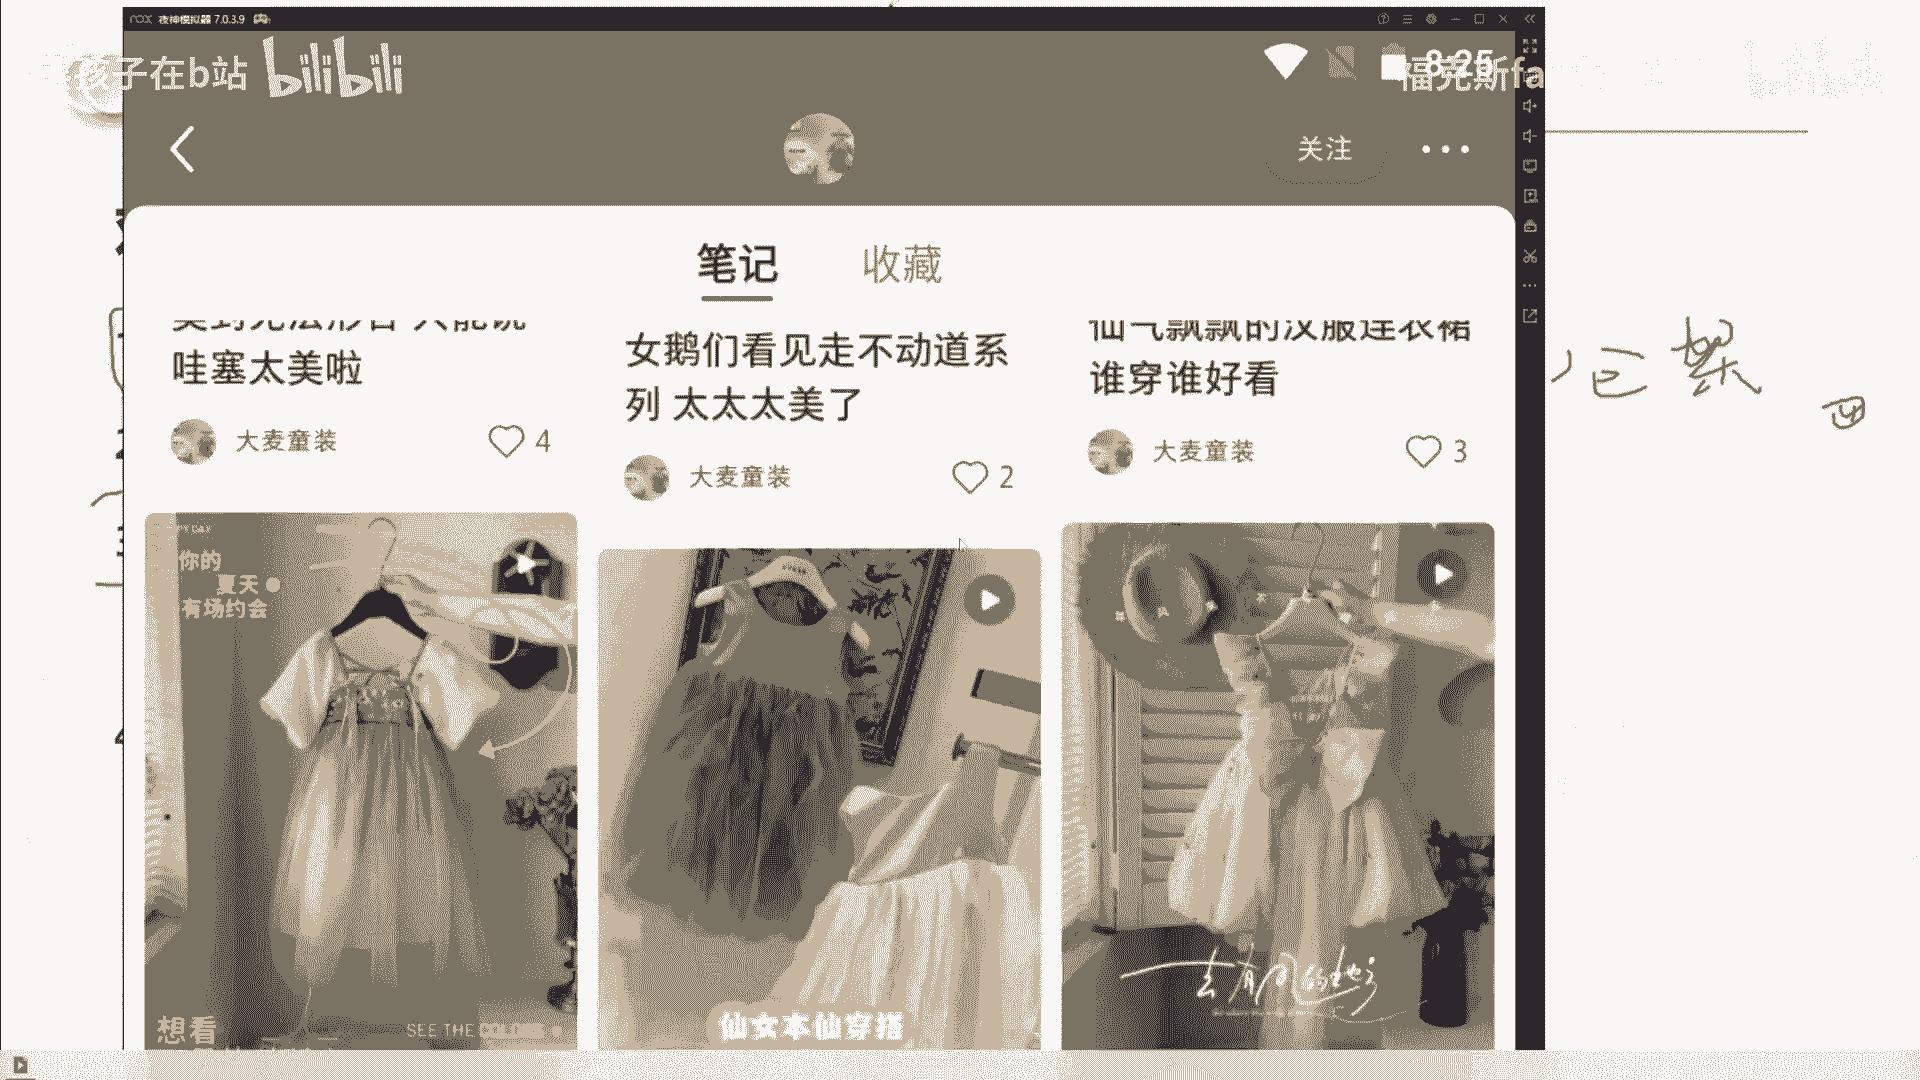 nox 夜神模拟器 7.0.3.9
孩子在b站 bilibili
8:25
福克斯fa
关注
笔记 收藏
哇塞太美啦
大麦童装 4
女鹅们看见走不动道系
列 太太太美了
大麦童装 2
仙气飘飘的汉服连衣裙
谁穿谁好看
大麦童装 3
你的
夏天
有场约会
想看
SEE THE
仙女本仙穿搭
去有风的地方